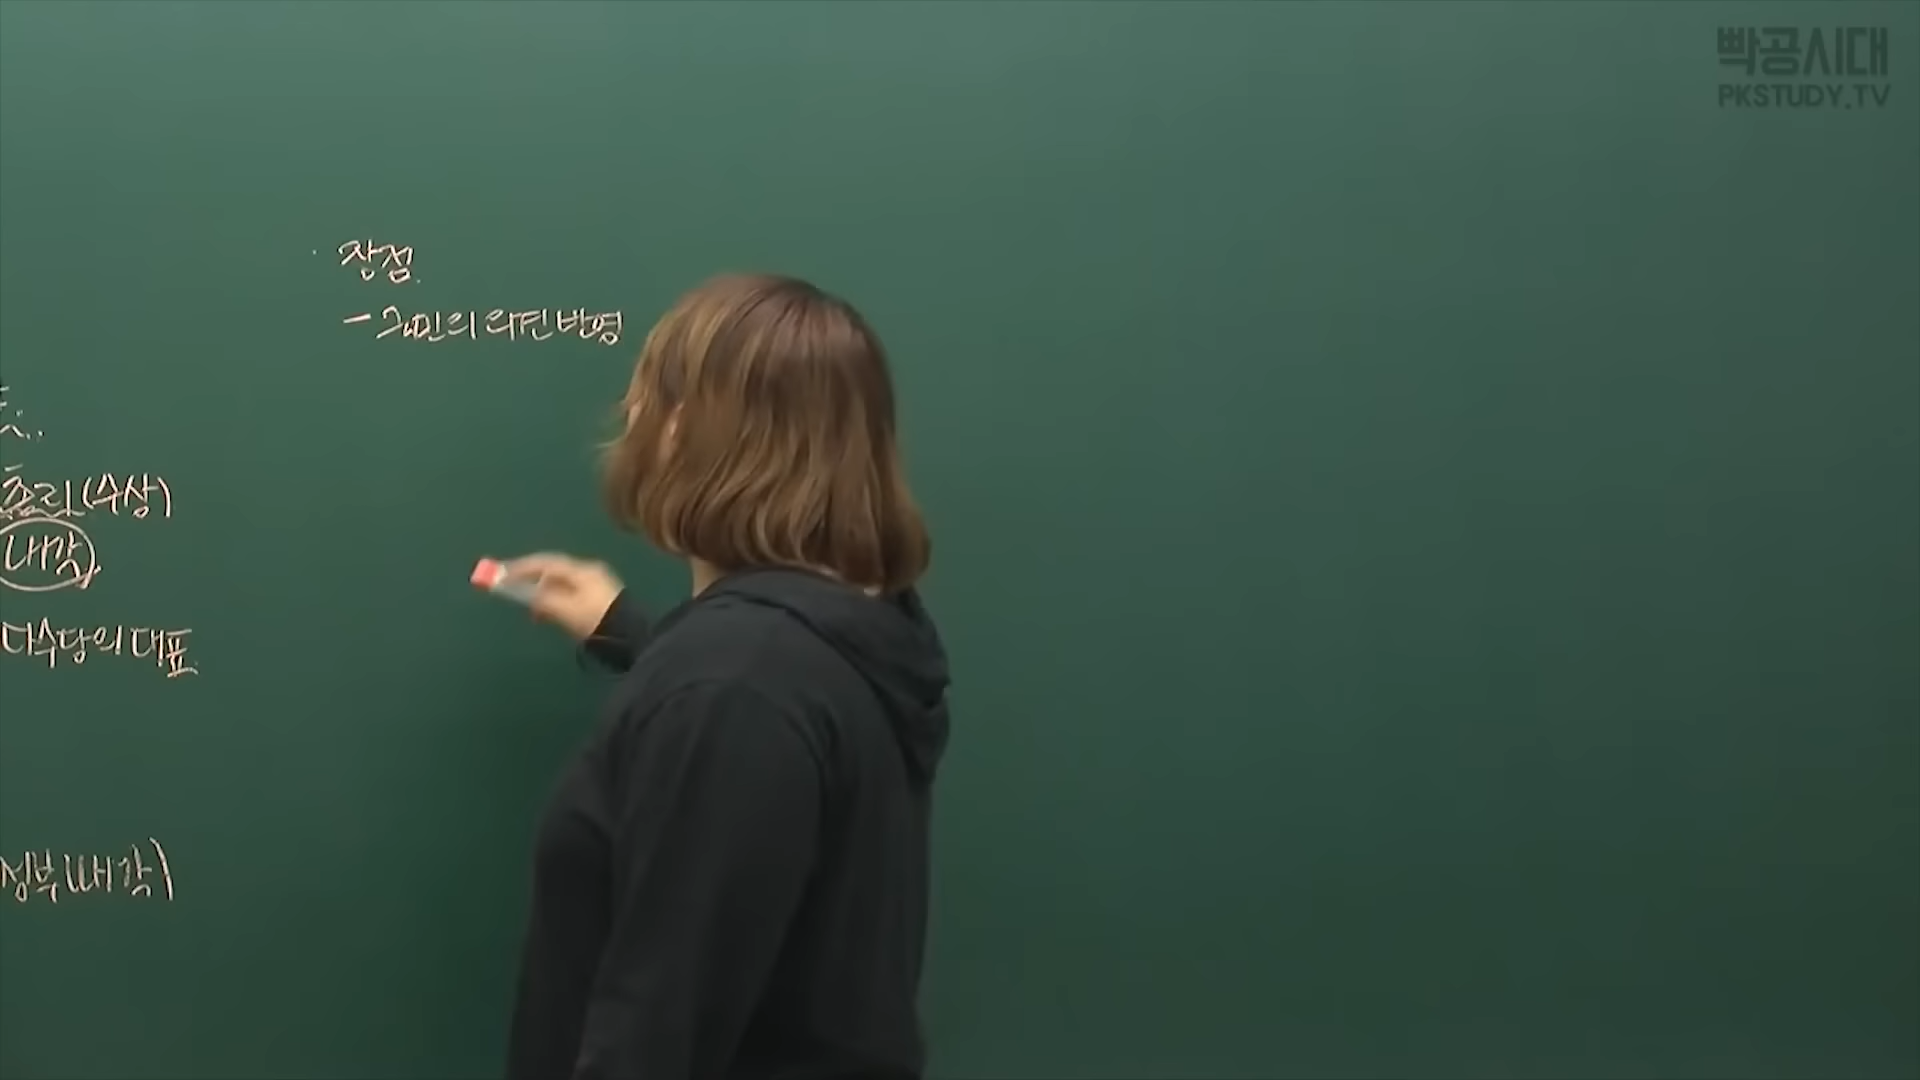 빡공시대
PKSTUDY.TV
장점
- 국민의 의견 반영
총리(수상)
내각
다수당의 대표
정부(내각)